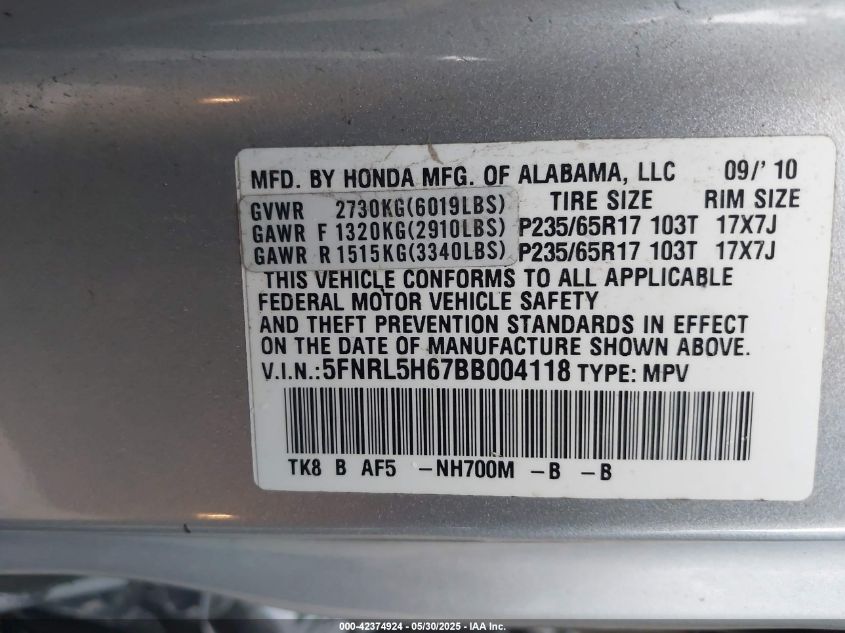 MFD. BY HONDA MFG. OF ALABAMA, LLC 09/' 10
GVWR 2730KG(6019LBS) TIRE SIZE RIM SIZE
GAWR F 1320KG(2910LBS) P235/65R17 103T 17X7J
GAWR R 1515KG(3340LBS) P235/65R17 103T 17X7J
THIS VEHICLE CONFORMS TO ALL APPLICABLE
FEDERAL MOTOR VEHICLE SAFETY
AND THEFT PREVENTION STANDARDS IN EFFECT
ON THE DATE OF MANUFACTURE SHOWN ABOVE.
V.I.N.:5FNRL5H67BB004118 TYPE: MPV
TK8 B AF5 -NH700M -B -B
000-42374924 - 05/30/2025 - IAA Inc.